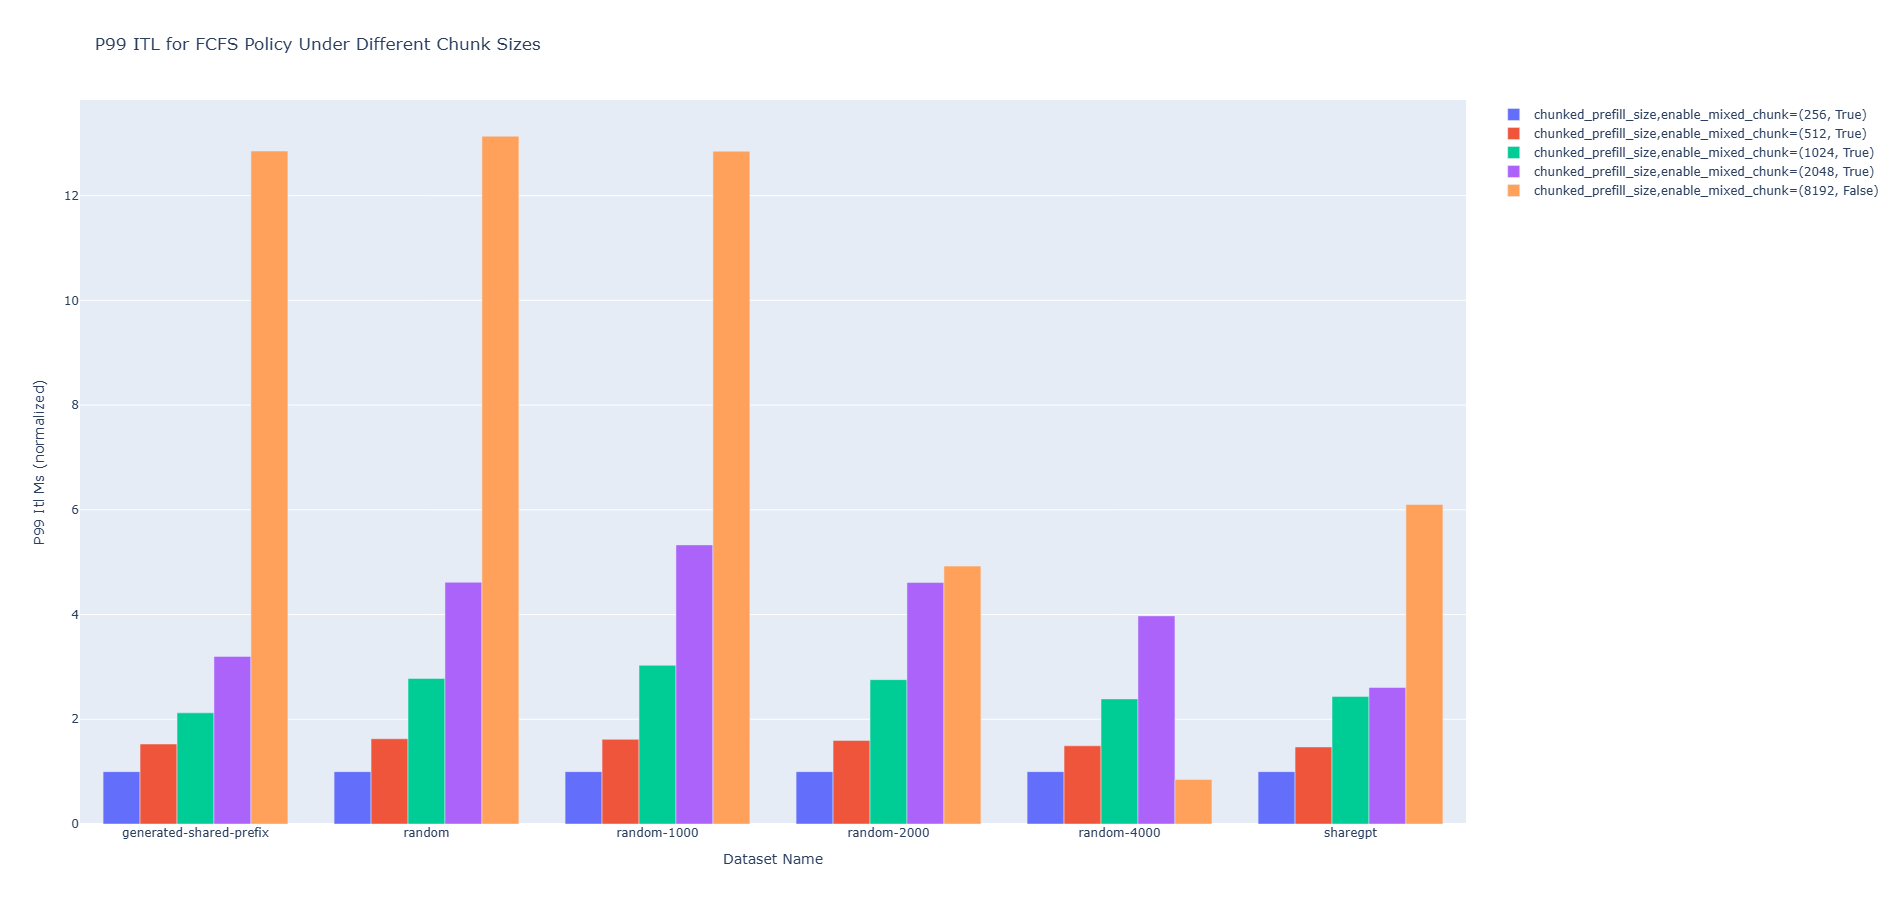 P99 ITL for FCFS Policy Under Different Chunk Sizes
chunked_prefill_size,enable_mixed_chunk=(256, True)
chunked_prefill_size,enable_mixed_chunk=(512, True)
chunked_prefill_size,enable_mixed_chunk=(1024, True)
chunked_prefill_size,enable_mixed_chunk=(2048, True)
chunked_prefill_size,enable_mixed_chunk=(8192, False)
P99 Itl Ms (normalized)
12
10
8
6
4
2
0
generated-shared-prefix
random
random-1000
random-2000
random-4000
sharegpt
Dataset Name